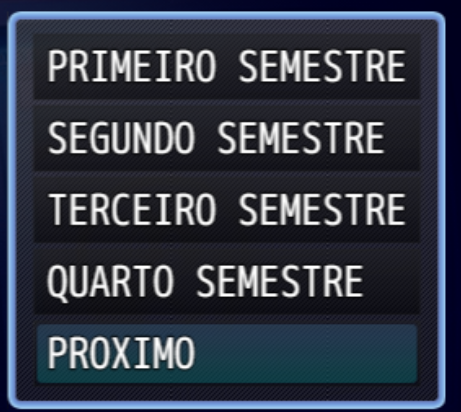 PRIMEIRO SEMESTRE
SEGUNDO SEMESTRE
TERCEIRO SEMESTRE
QUARTO SEMESTRE
PROXIMO